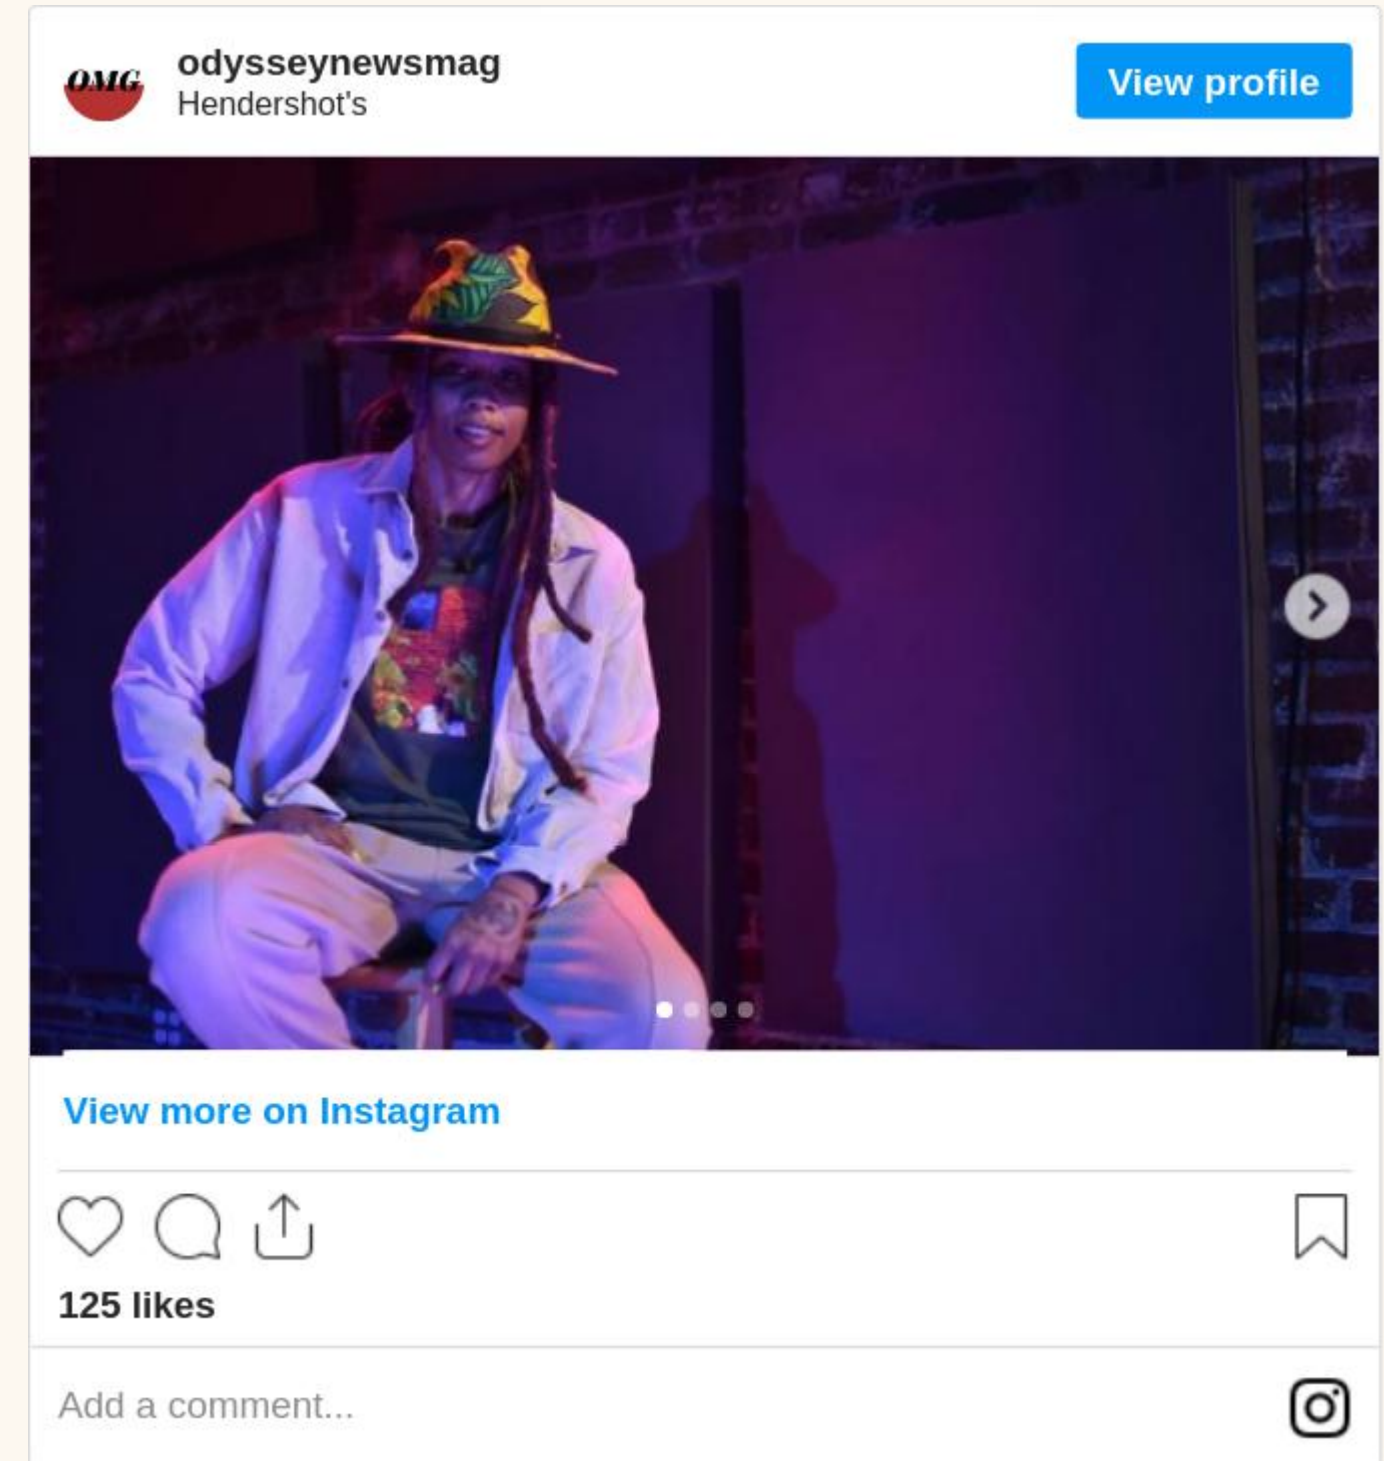 OMG
odysseynewsmag
Hendershot's
View profile
View more on Instagram
125 likes
Add a comment...